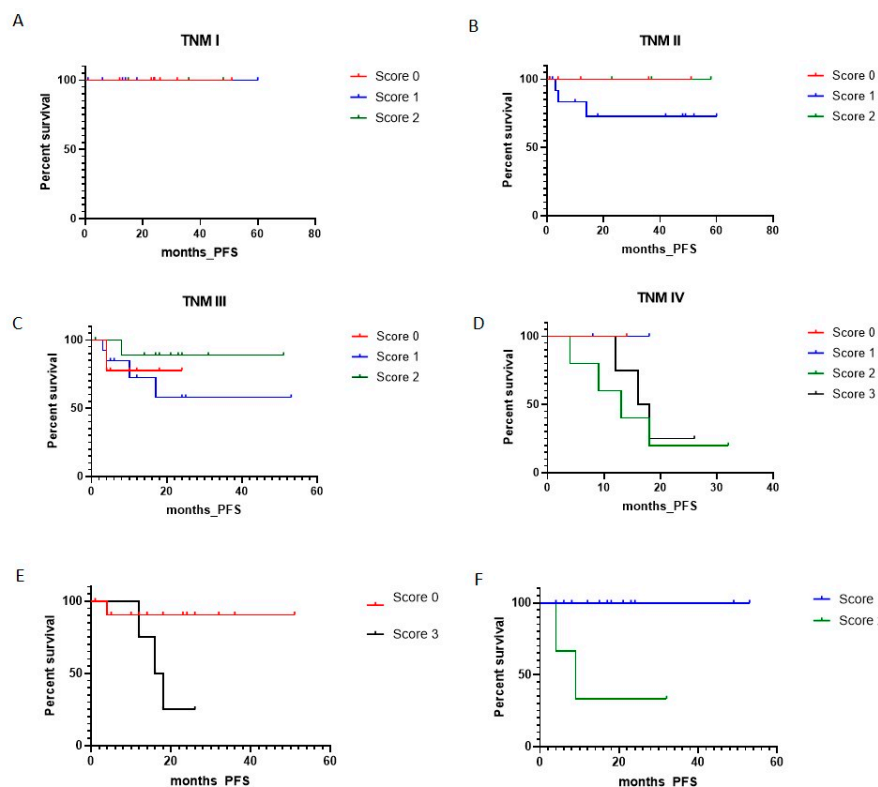 A
TNM I
Percent survival
100
50
0
0 20 40 60 80
months_PFS
Score 0
Score 1
Score 2
B
TNM II
Percent survival
100
50
0
0 20 40 60 80
months_PFS
Score 0
Score 1
Score 2
C
TNM III
Percent survival
100
50
0
0 20 40 60
months_PFS
Score 0
Score 1
Score 2
D
TNM IV
Percent survival
100
50
0
0 10 20 30 40
months_PFS
Score 0
Score 1
Score 2
Score 3
E
Percent survival
100
50
0
0 20 40 60
months_PFS
Score 0
Score 3
F
Percent survival
100
50
0
0 20 40 60
months_PFS
Score
Score